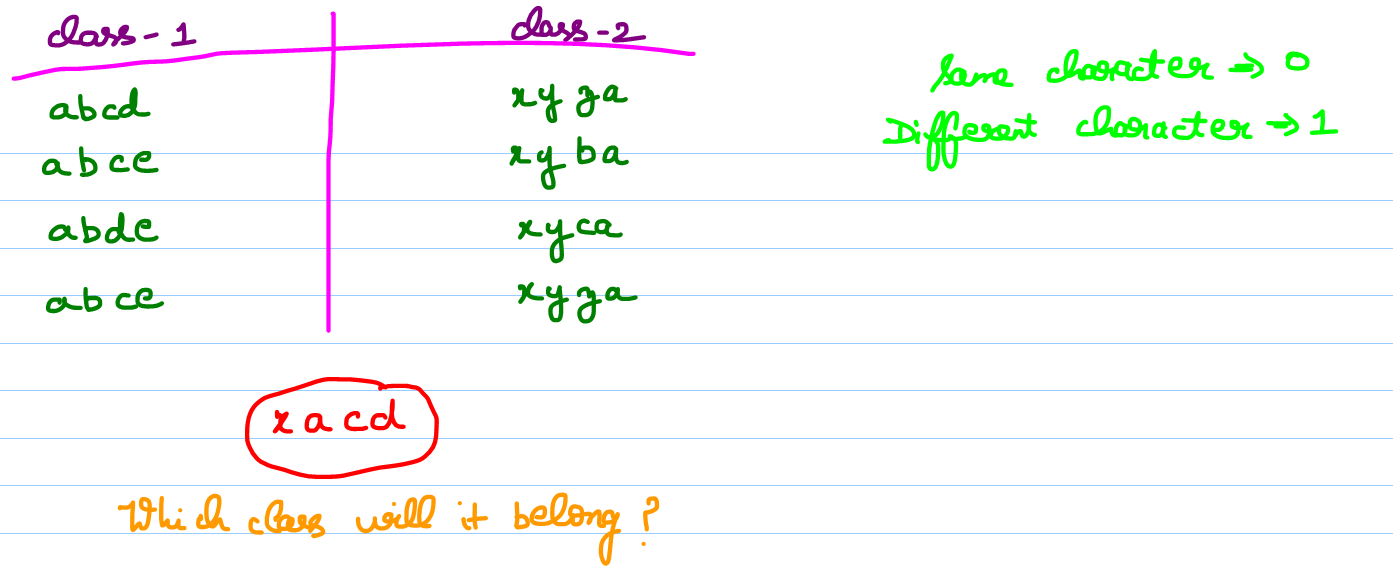 class-1 class-2
abcd xyza
abce xyba
abde xyca
abce xyza
xacd
Which class will it belong?
Same character → 0
Different character → 1